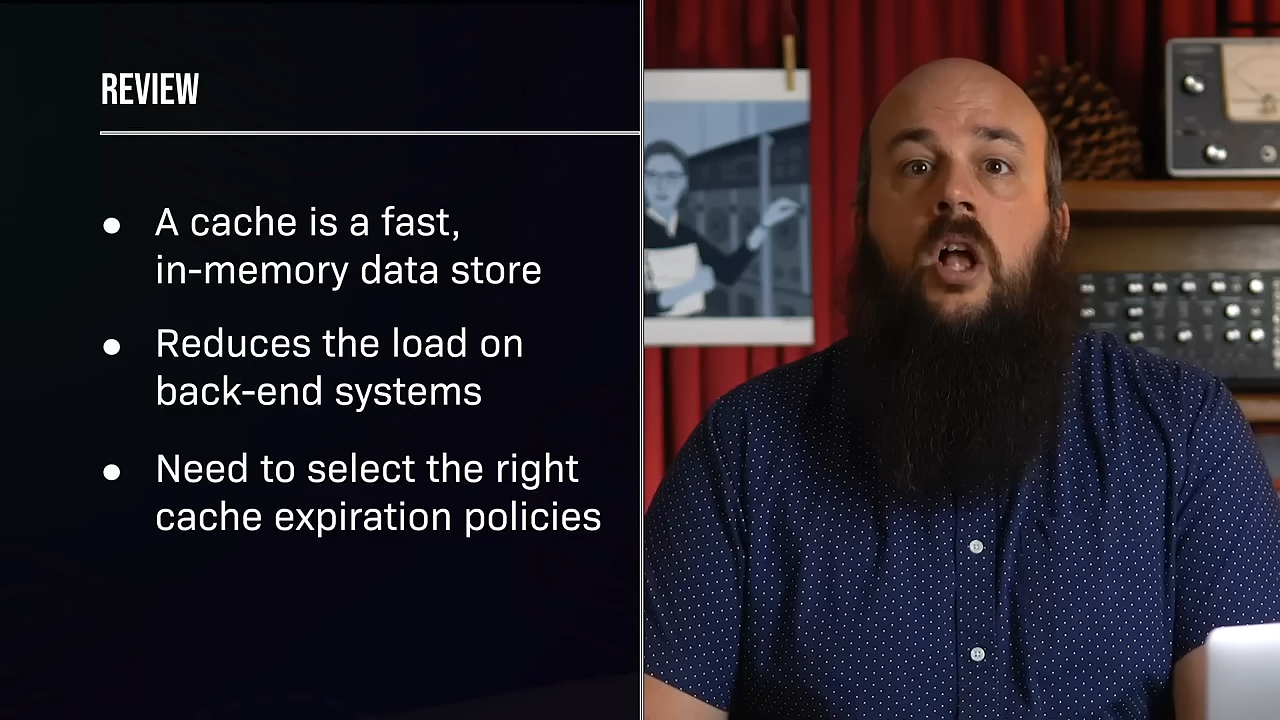 REVIEW
● A cache is a fast,
in-memory data store
● Reduces the load on
back-end systems
● Need to select the right
cache expiration policies